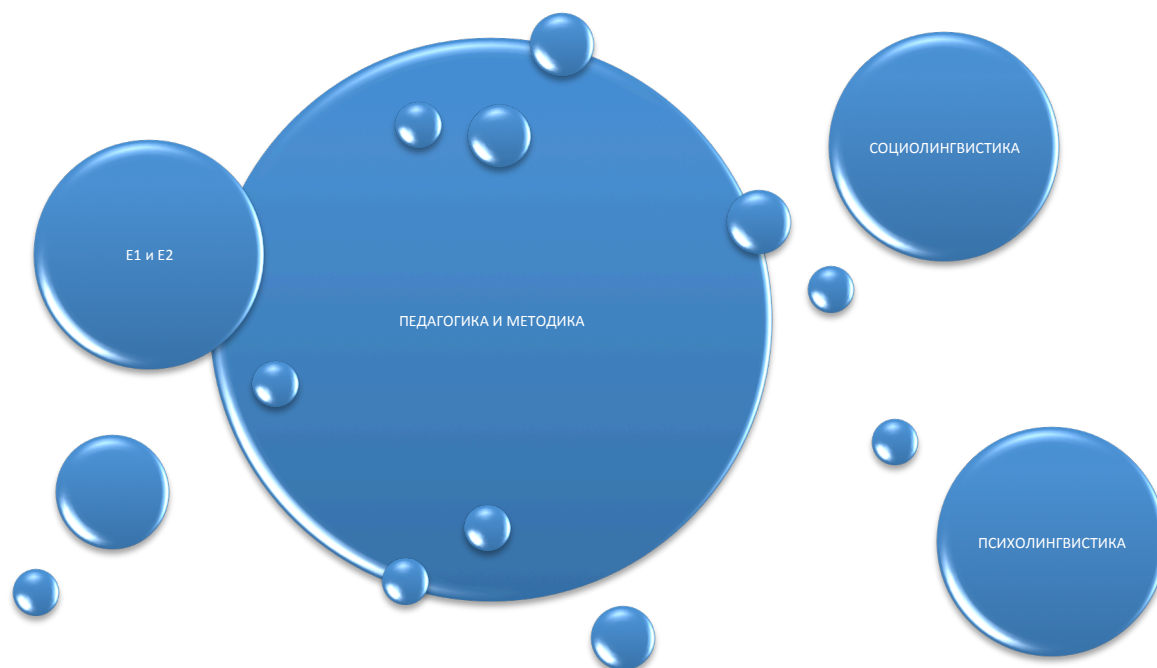 СОЦИОЛИНГВИСТИКА
Е1 и Е2
ПЕДАГОГИКА И МЕТОДИКА
ПСИХОЛИНГВИСТИКА